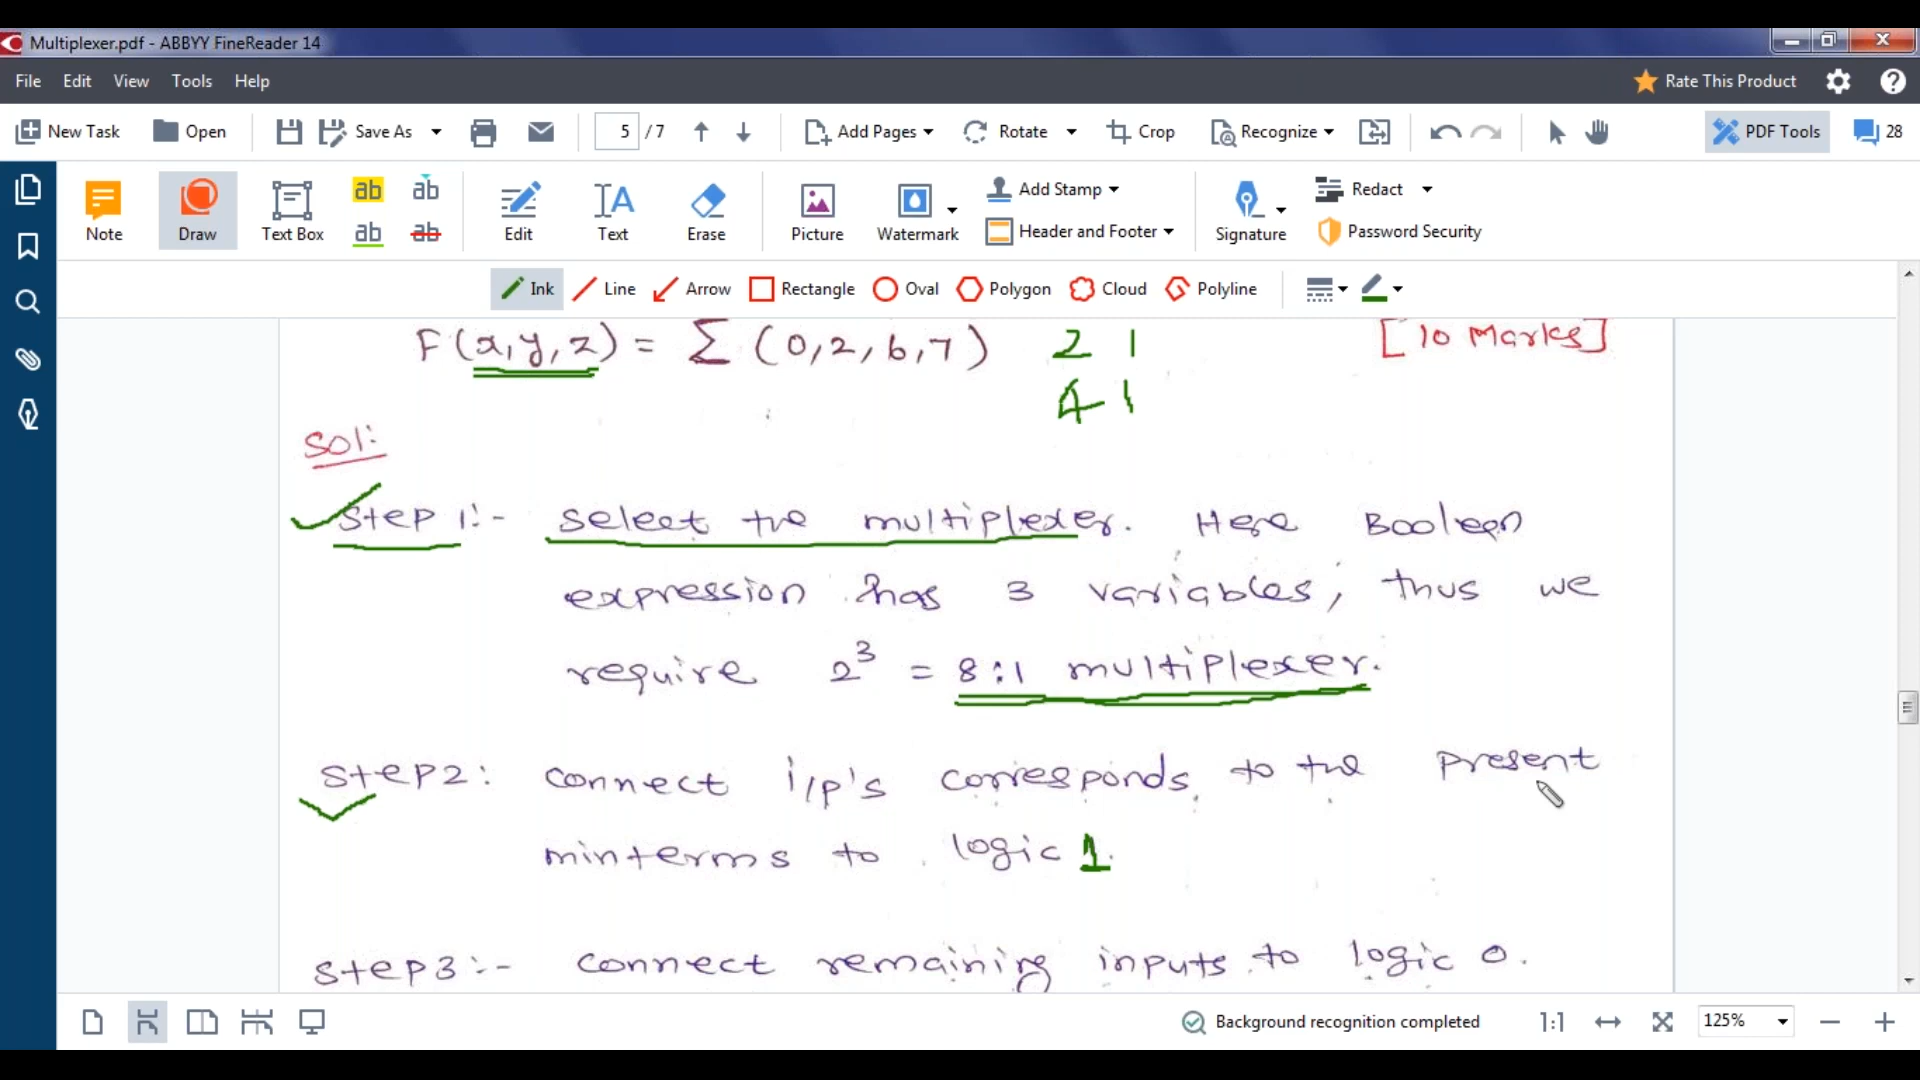 Multiplexer.pdf - ABBYY FineReader 14
File Edit View Tools Help
Rate This Product
New Task Open Save As 5 / 7 Add Pages Rotate Crop Recognize PDF Tools 28
Note Draw Text Box ab ab ab ab Edit Text Erase Picture Watermark Add Stamp Header and Footer Signature Redact Password Security
Ink Line Arrow Rectangle Oval Polygon Cloud Polyline
F(x,y,z) = Σ (0,2,6,7) 2 1 [10 Marks]
4 1
Sol:
Step 1:- select the multiplexer. Here Boolean
expression has 3 variables, thus we
require 2³ = 8:1 multiplexer.
Step2: connect i/p's corresponds to the present
minterms to logic 1.
Step3:- connect remaining inputs to logic 0.
Background recognition completed 1:1 125%